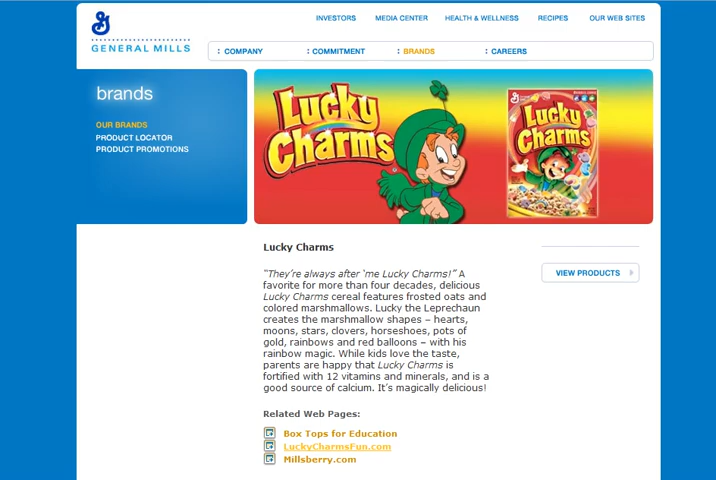 INVESTORS MEDIA CENTER HEALTH & WELLNESS RECIPES OUR WEB SITES
GENERAL MILLS
: COMPANY : COMMITMENT : BRANDS : CAREERS
brands
OUR BRANDS
PRODUCT LOCATOR
PRODUCT PROMOTIONS
Lucky
Charms
Lucky
Charms
Lucky Charms
“They’re always after ‘me Lucky Charms!” A
favorite for more than four decades, delicious
Lucky Charms cereal features frosted oats and
colored marshmallows. Lucky the Leprechaun
creates the marshmallow shapes – hearts,
moons, stars, clovers, horseshoes, pots of
gold, rainbows and red balloons – with his
rainbow magic. While kids love the taste,
parents are happy that Lucky Charms is
fortified with 12 vitamins and minerals, and is a
good source of calcium. It’s magically delicious!
VIEW PRODUCTS
Related Web Pages:
Box Tops for Education
LuckyCharmsFun.com
Millsberry.com